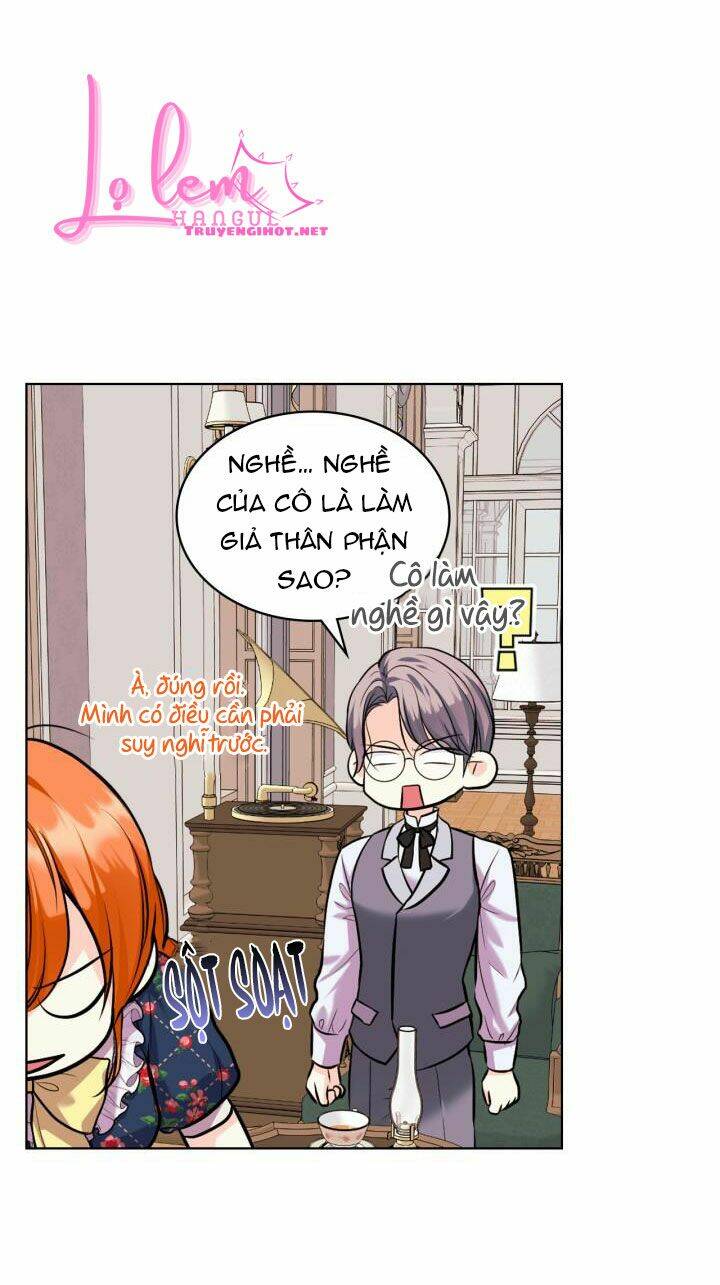 Lọ lem
HANGUL
TRUYENGIHOT.NET
NGHỀ... NGHỀ
CỦA CÔ LÀ LÀM
GIẢ THÂN PHẬN
SAO?
Cô làm
nghề gì vậy?
?
À, đúng rồi.
Mình có điều cần phải
suy nghĩ trước.
SỘT SOẠT